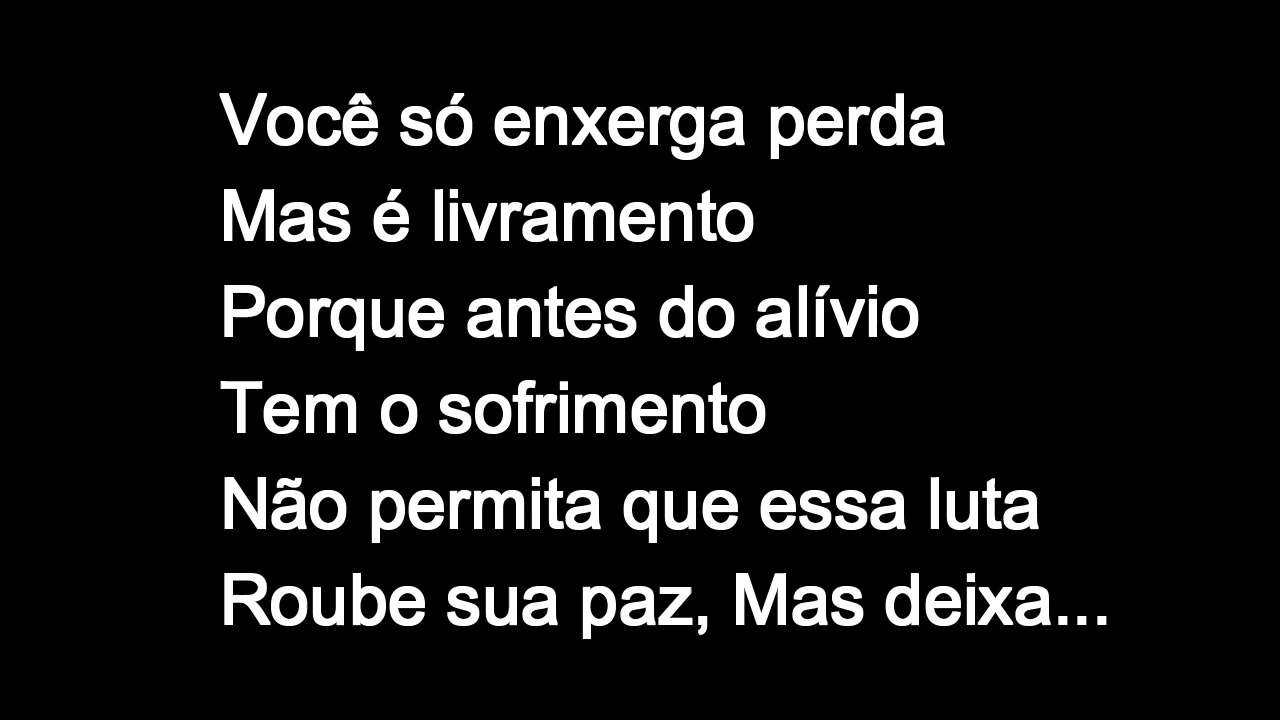 Você só enxerga perda
Mas é livramento
Porque antes do alívio
Tem o sofrimento
Não permita que essa luta
Roube sua paz, Mas deixa...